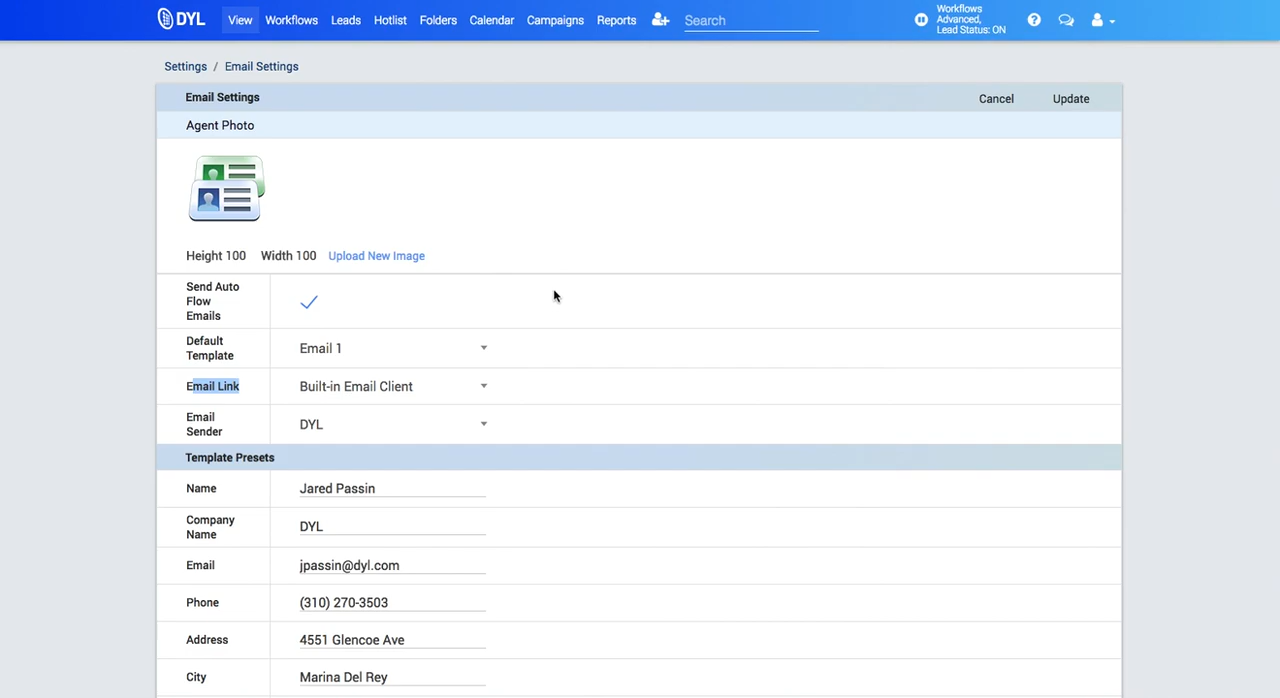 DYL
View Workflows Leads Hotlist Folders Calendar Campaigns Reports Search
Workflows
Advanced,
Lead Status: ON
Settings / Email Settings
Email Settings Cancel Update
Agent Photo
Height 100 Width 100 Upload New Image
Send Auto
Flow
Emails
Default
Template
Email 1
Email Link Built-in Email Client
Email
Sender
DYL
Template Presets
Name Jared Passin
Company
Name
DYL
Email jpassin@dyl.com
Phone (310) 270-3503
Address 4551 Glencoe Ave
City Marina Del Rey